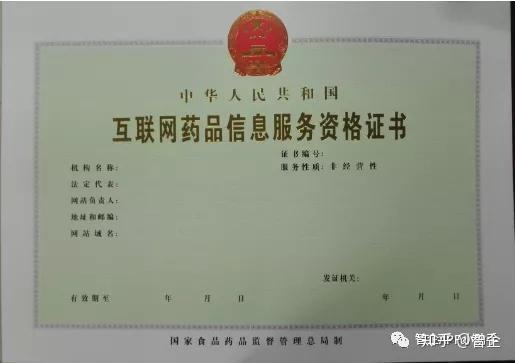 中华人民共和国
互联网药品信息服务资格证书
证书编号:
机构名称: 服务性质: 非经营性
法定代表:
网站负责人:
地址和邮编:
网站域名:
发证机关:
有效期至 年 月 日 年 月 日
国家食品药品监督管理总局制
知乎 @曾企